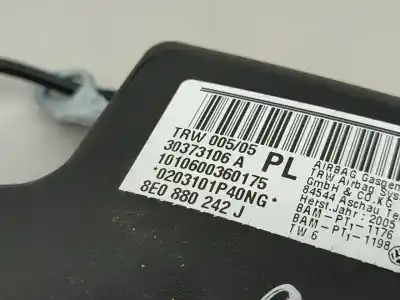 TRW 005/05
30373106 A
PL
1010600360175
*0203101P40NG*
8E0 880 242 J
AIRBAG Gasgen
TRW Airbag Sys
GmbH & CO.KG
84544 Aschau
Herst.Jahr: 2005
BAM-PT1-1176
BAM-PT1-1198
TW 6